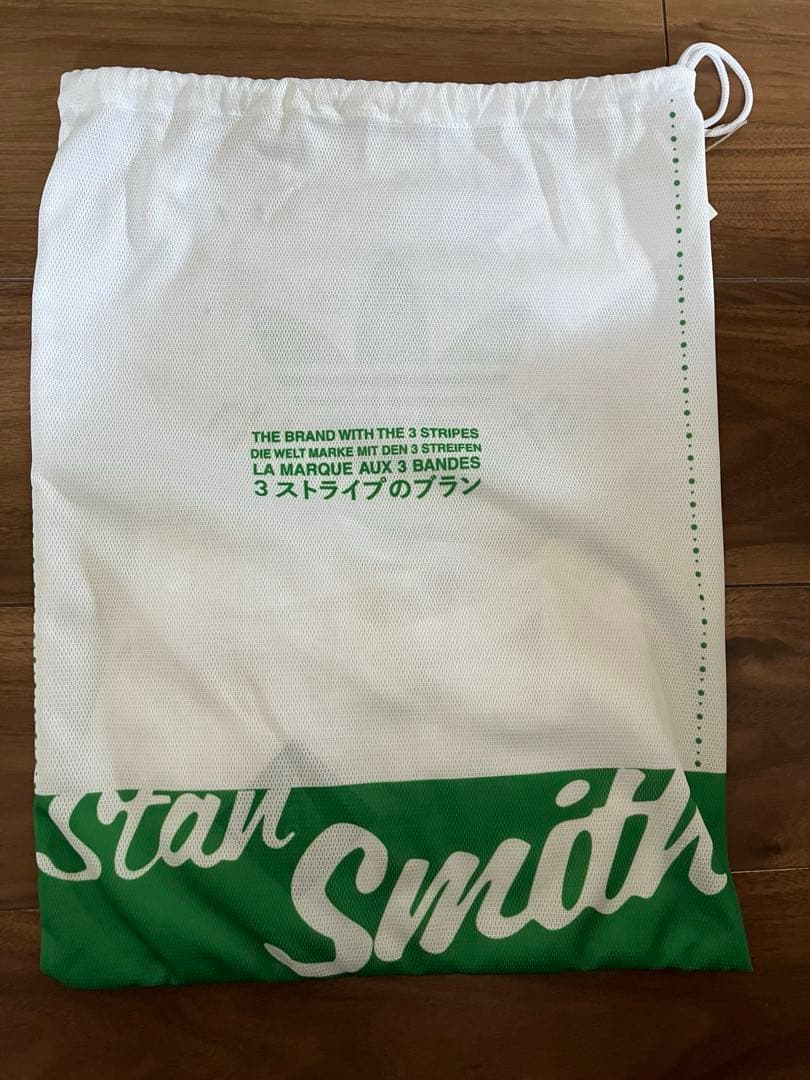 THE BRAND WITH THE 3 STRIPES
DIE WELT MARKE MIT DEN 3 STREIFEN
LA MARQUE AUX 3 BANDES
3 ストライプのブラン
Stan
Smith